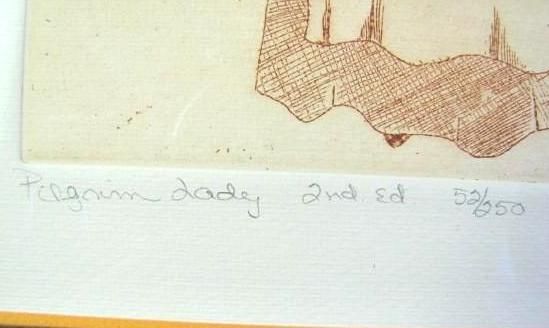 Pilgrim Lady 2nd. Ed 52/250